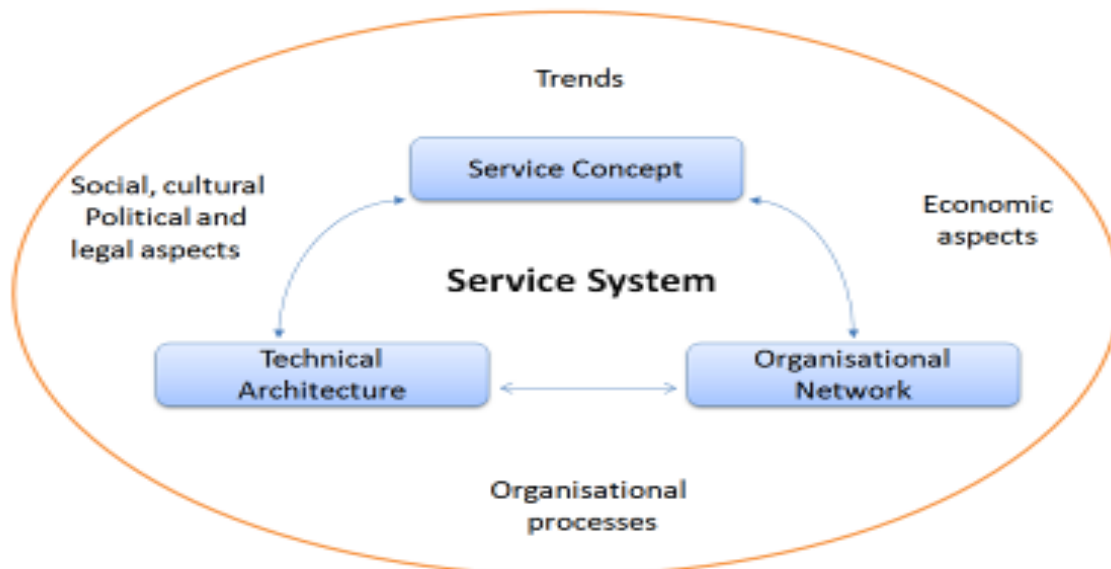 Trends
Service Concept
Social, cultural
Political and
legal aspects
Economic
aspects
Service System
Technical
Architecture
Organisational
Network
Organisational
processes